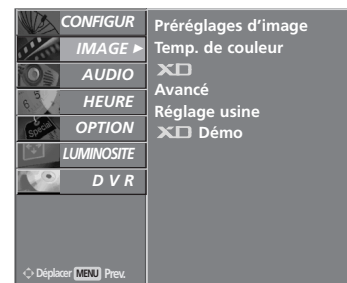 CONFIGUR
IMAGE ►
AUDIO
HEURE
OPTION
LUMINOSITE
D V R
Préréglages d'image
Temp. de couleur
XD
Avancé
Réglage usine
XD Démo
Déplacer MENU Prev.